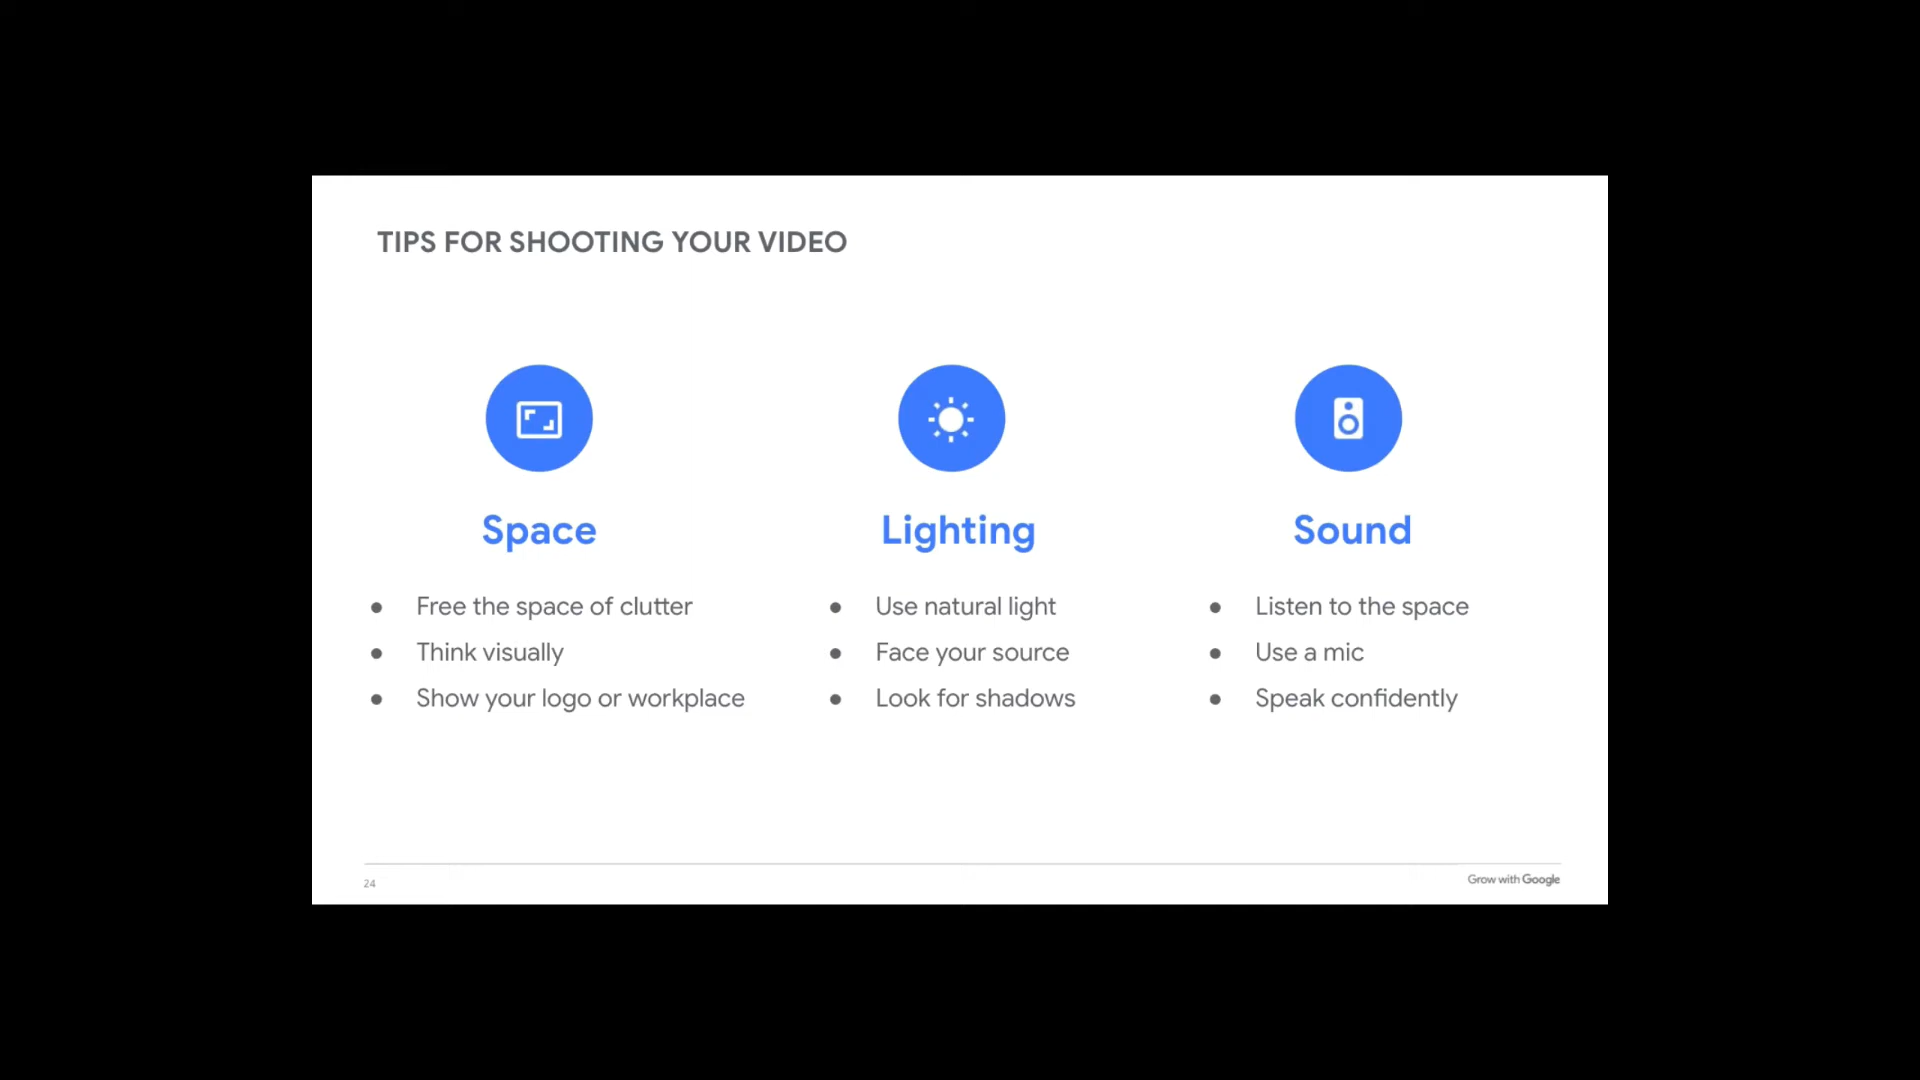 TIPS FOR SHOOTING YOUR VIDEO
Space
● Free the space of clutter
● Think visually
● Show your logo or workplace
Lighting
● Use natural light
● Face your source
● Look for shadows
Sound
● Listen to the space
● Use a mic
● Speak confidently
24
Grow with Google